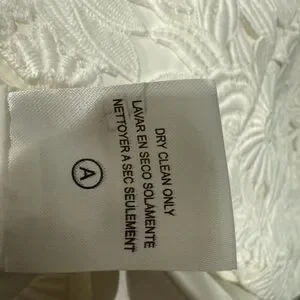 DRY CLEAN ONLY
LAVAR EN SECO SOLAMENTE
NETTOYER A SEC SEULEMENT
A